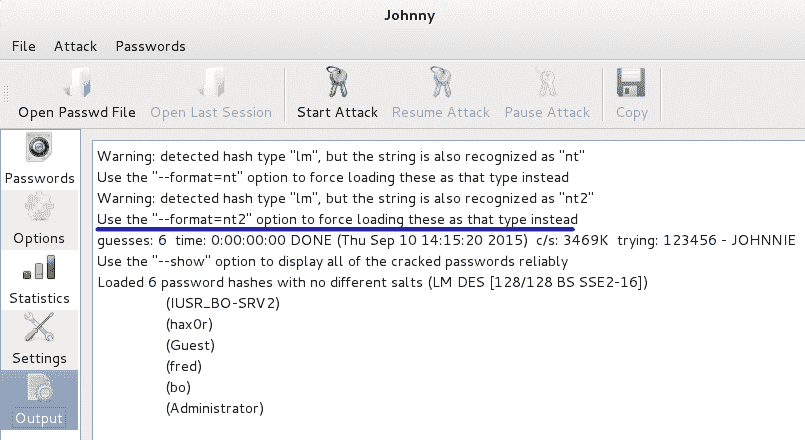 Johnny
File Attack Passwords
Open Passwd File Open Last Session Start Attack Resume Attack Pause Attack Copy
Passwords
Options
Statistics
Settings
Output
Warning: detected hash type "lm", but the string is also recognized as "nt"
Use the "--format=nt" option to force loading these as that type instead
Warning: detected hash type "lm", but the string is also recognized as "nt2"
Use the "--format=nt2" option to force loading these as that type instead
guesses: 6 time: 0:00:00:00 DONE (Thu Sep 10 14:15:20 2015) c/s: 3469K trying: 123456 - JOHNNIE
Use the "--show" option to display all of the cracked passwords reliably
Loaded 6 password hashes with no different salts (LM DES [128/128 BS SSE2-16])
(IUSR_BO-SRV2)
(hax0r)
(Guest)
(fred)
(bo)
(Administrator)